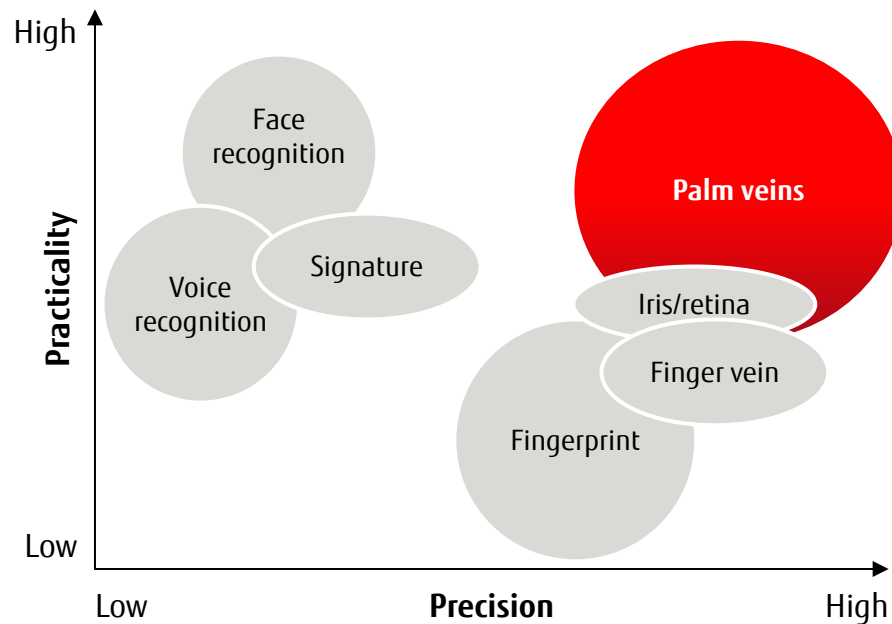 High
Face
recognition
Palm veins
Signature
Voice
recognition
Iris/retina
Finger vein
Fingerprint
Practicality
Low
Low
Precision
High